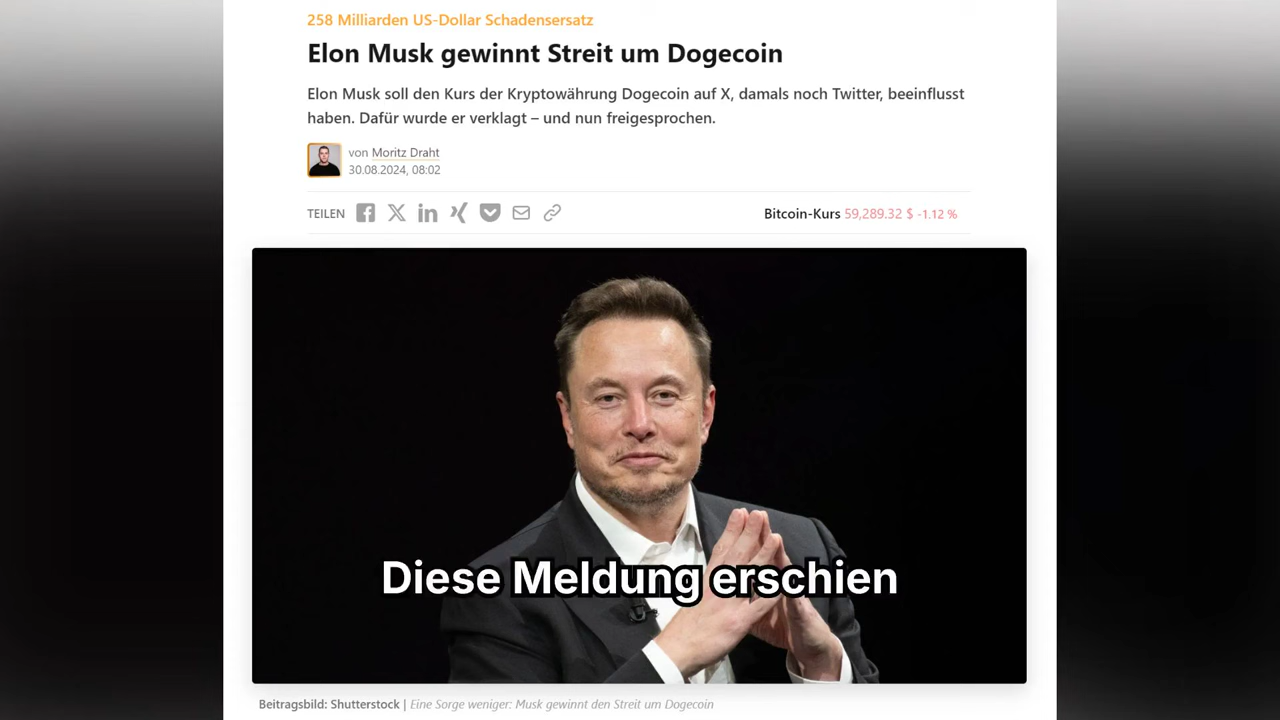 258 Milliarden US-Dollar Schadensersatz
Elon Musk gewinnt Streit um Dogecoin
Elon Musk soll den Kurs der Kryptowährung Dogecoin auf X, damals noch Twitter, beeinflusst
haben. Dafür wurde er verklagt – und nun freigesprochen.
von Moritz Draht
30.08.2024, 08:02
TEILEN
Bitcoin-Kurs 59,289.32 $ -1.12 %
Diese Meldung erschien
Beitragsbild: Shutterstock | Eine Sorge weniger: Musk gewinnt den Streit um Dogecoin